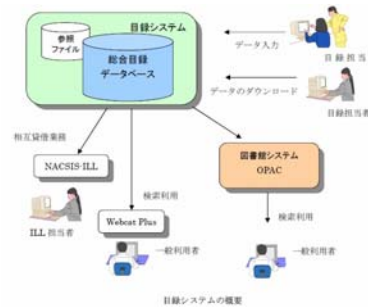 目録システム
参照
ファイル
総合目録
データベース
データ入力
目録担当
データのダウンロード
目録担当者
相互貸借業務
NACSIS-ILL
図書館システム
OPAC
検索利用
ILL 担当者
Webcat Plus
検索利用
一般利用者
一般利用者
目録システムの概要